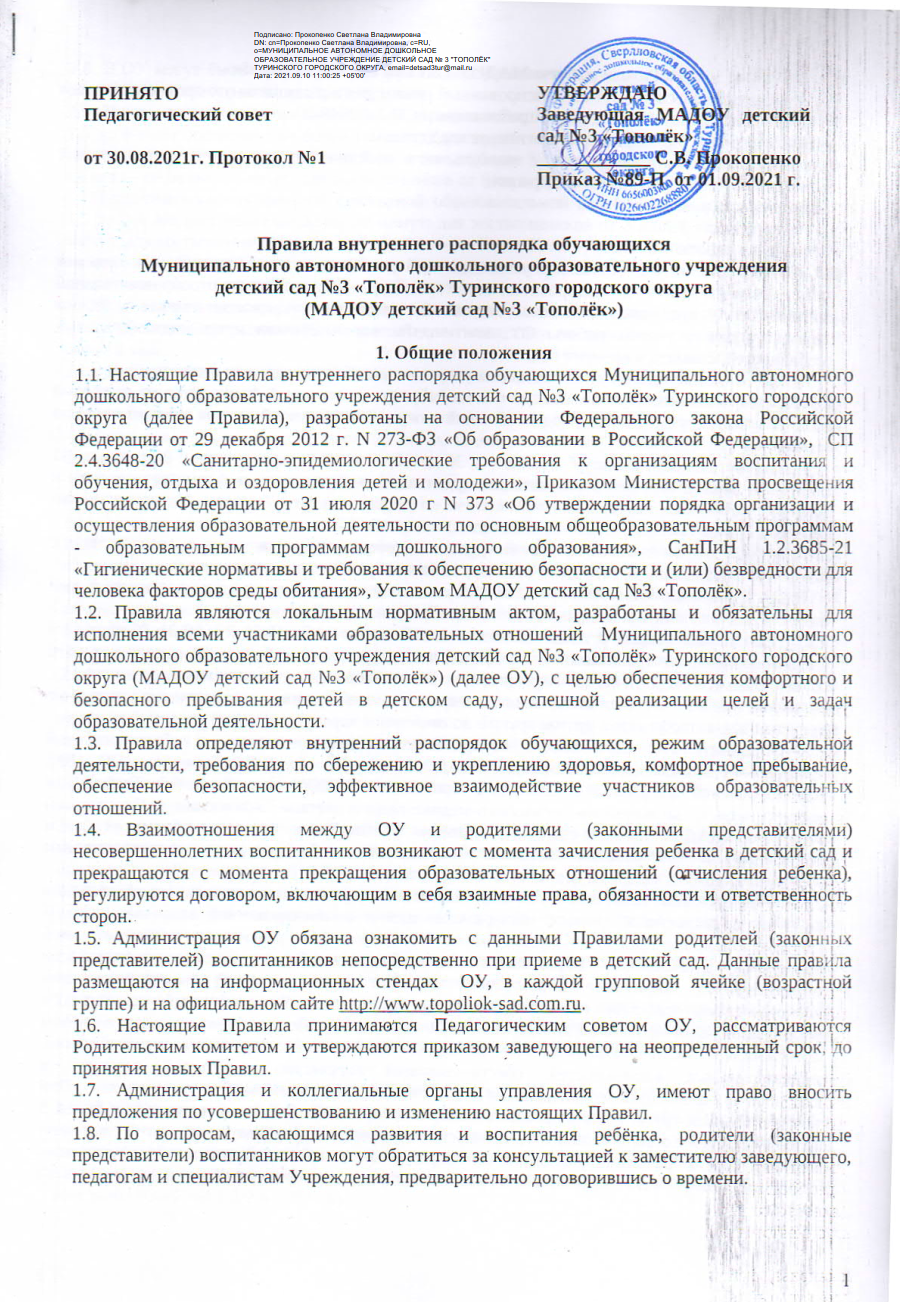 Подписано: Прокопенко Светлана Владимировна
DN: cn=Прокопенко Светлана Владимировна, c=RU,
o=МУНИЦИПАЛЬНОЕ АВТОНОМНОЕ ДОШКОЛЬНОЕ
ОБРАЗОВАТЕЛЬНОЕ УЧРЕЖДЕНИЕ ДЕТСКИЙ САД № 3 "ТОПОЛЁК"
ТУРИНСКОГО ГОРОДСКОГО ОКРУГА, email=detsad3tur@mail.ru
Дата: 2021.09.10 11:00:25 +05'00'
ПРИНЯТО
Педагогический совет
от 30.08.2021г. Протокол №1
УТВЕРЖДАЮ
Заведующая МАДОУ детский
сад №3 «Тополёк»
____________ С.В. Прокопенко
Приказ №89-П от 01.09.2021 г.
детский
сад № 3
«Тополёк»
Туринского
городского
округа
Правила внутреннего распорядка обучающихся
Муниципального автономного дошкольного образовательного учреждения
детский сад №3 «Тополёк» Туринского городского округа
(МАДОУ детский сад №3 «Тополёк»)
1. Общие положения
1.1. Настоящие Правила внутреннего распорядка обучающихся Муниципального автономного
дошкольного образовательного учреждения детский сад №3 «Тополёк» Туринского городского
округа (далее Правила), разработаны на основании Федерального закона Российской
Федерации от 29 декабря 2012 г. N 273-ФЗ «Об образовании в Российской Федерации», СП
2.4.3648-20 «Санитарно-эпидемиологические требования к организациям воспитания и
обучения, отдыха и оздоровления детей и молодежи», Приказом Министерства просвещения
Российской Федерации от 31 июля 2020 г N 373 «Об утверждении порядка организации и
осуществления образовательной деятельности по основным общеобразовательным программам
- образовательным программам дошкольного образования», СанПиН 1.2.3685-21
«Гигиенические нормативы и требования к обеспечению безопасности и (или) безвредности для
человека факторов среды обитания», Уставом МАДОУ детский сад №3 «Тополёк».
1.2. Правила являются локальным нормативным актом, разработаны и обязательны для
исполнения всеми участниками образовательных отношений Муниципального автономного
дошкольного образовательного учреждения детский сад №3 «Тополёк» Туринского городского
округа (МАДОУ детский сад №3 «Тополёк») (далее ОУ), с целью обеспечения комфортного и
безопасного пребывания детей в детском саду, успешной реализации целей и задач
образовательной деятельности.
1.3. Правила определяют внутренний распорядок обучающихся, режим образовательной
деятельности, требования по сбережению и укреплению здоровья, комфортное пребывание,
обеспечение безопасности, эффективное взаимодействие участников образовательных
отношений.
1.4. Взаимоотношения между ОУ и родителями (законными представителями)
несовершеннолетних воспитанников возникают с момента зачисления ребенка в детский сад и
прекращаются с момента прекращения образовательных отношений (отчисления ребенка),
регулируются договором, включающим в себя взаимные права, обязанности и ответственность
сторон.
1.5. Администрация ОУ обязана ознакомить с данными Правилами родителей (законных
представителей) воспитанников непосредственно при приеме в детский сад. Данные правила
размещаются на информационных стендах ОУ, в каждой групповой ячейке (возрастной
группе) и на официальном сайте http://www.topoliok-sad.com.ru.
1.6. Настоящие Правила принимаются Педагогическим советом ОУ, рассматриваются
Родительским комитетом и утверждаются приказом заведующего на неопределенный срок, до
принятия новых Правил.
1.7. Администрация и коллегиальные органы управления ОУ, имеют право вносить
предложения по усовершенствованию и изменению настоящих Правил.
1.8. По вопросам, касающимся развития и воспитания ребёнка, родители (законные
представители) воспитанников могут обратиться за консультацией к заместителю заведующего,
педагогам и специалистам Учреждения, предварительно договорившись о времени.
1